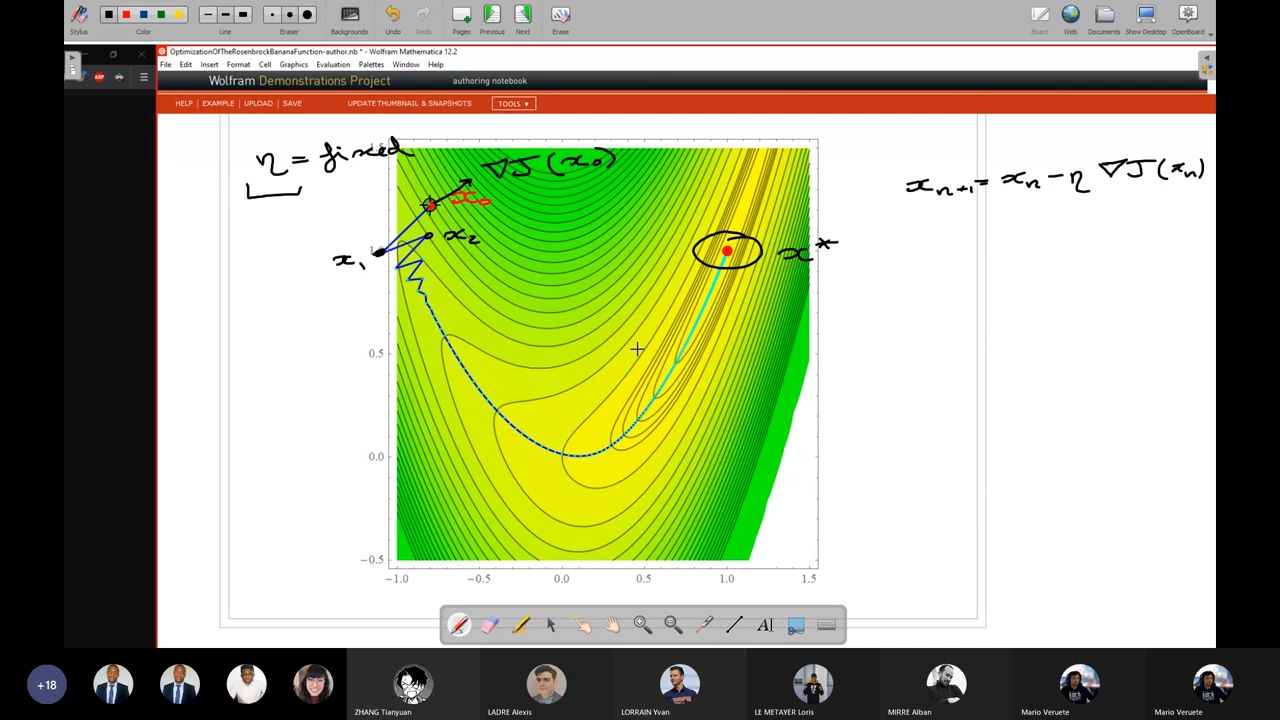 Stylus Color Line Eraser Backgrounds Undo Redo Pages Previous Next Erase Board Web Documents Show Desktop OpenBoard
OptimizationOfTheRosenbrockBananaFunction-author.nb * - Wolfram Mathematica 12.2
File Edit Insert Format Cell Graphics Evaluation Palettes Window Help
Wolfram Demonstrations Project authoring notebook
HELP | EXAMPLE | UPLOAD | SAVE UPDATE THUMBNAIL & SNAPSHOTS TOOLS ▾
η = fixed
∇J(x₀)
xₙ₊₁ = xₙ − η ∇J(xₙ)
x₀
x₂
x₁
x*
0.5
0.0
−0.5
−1.0 −0.5 0.0 0.5 1.0 1.5
+18
ZHANG Tianyuan LADRE Alexis LORRAIN Yvan LE METAYER Loris MIRRE Alban Mario Veruete Mario Veruete